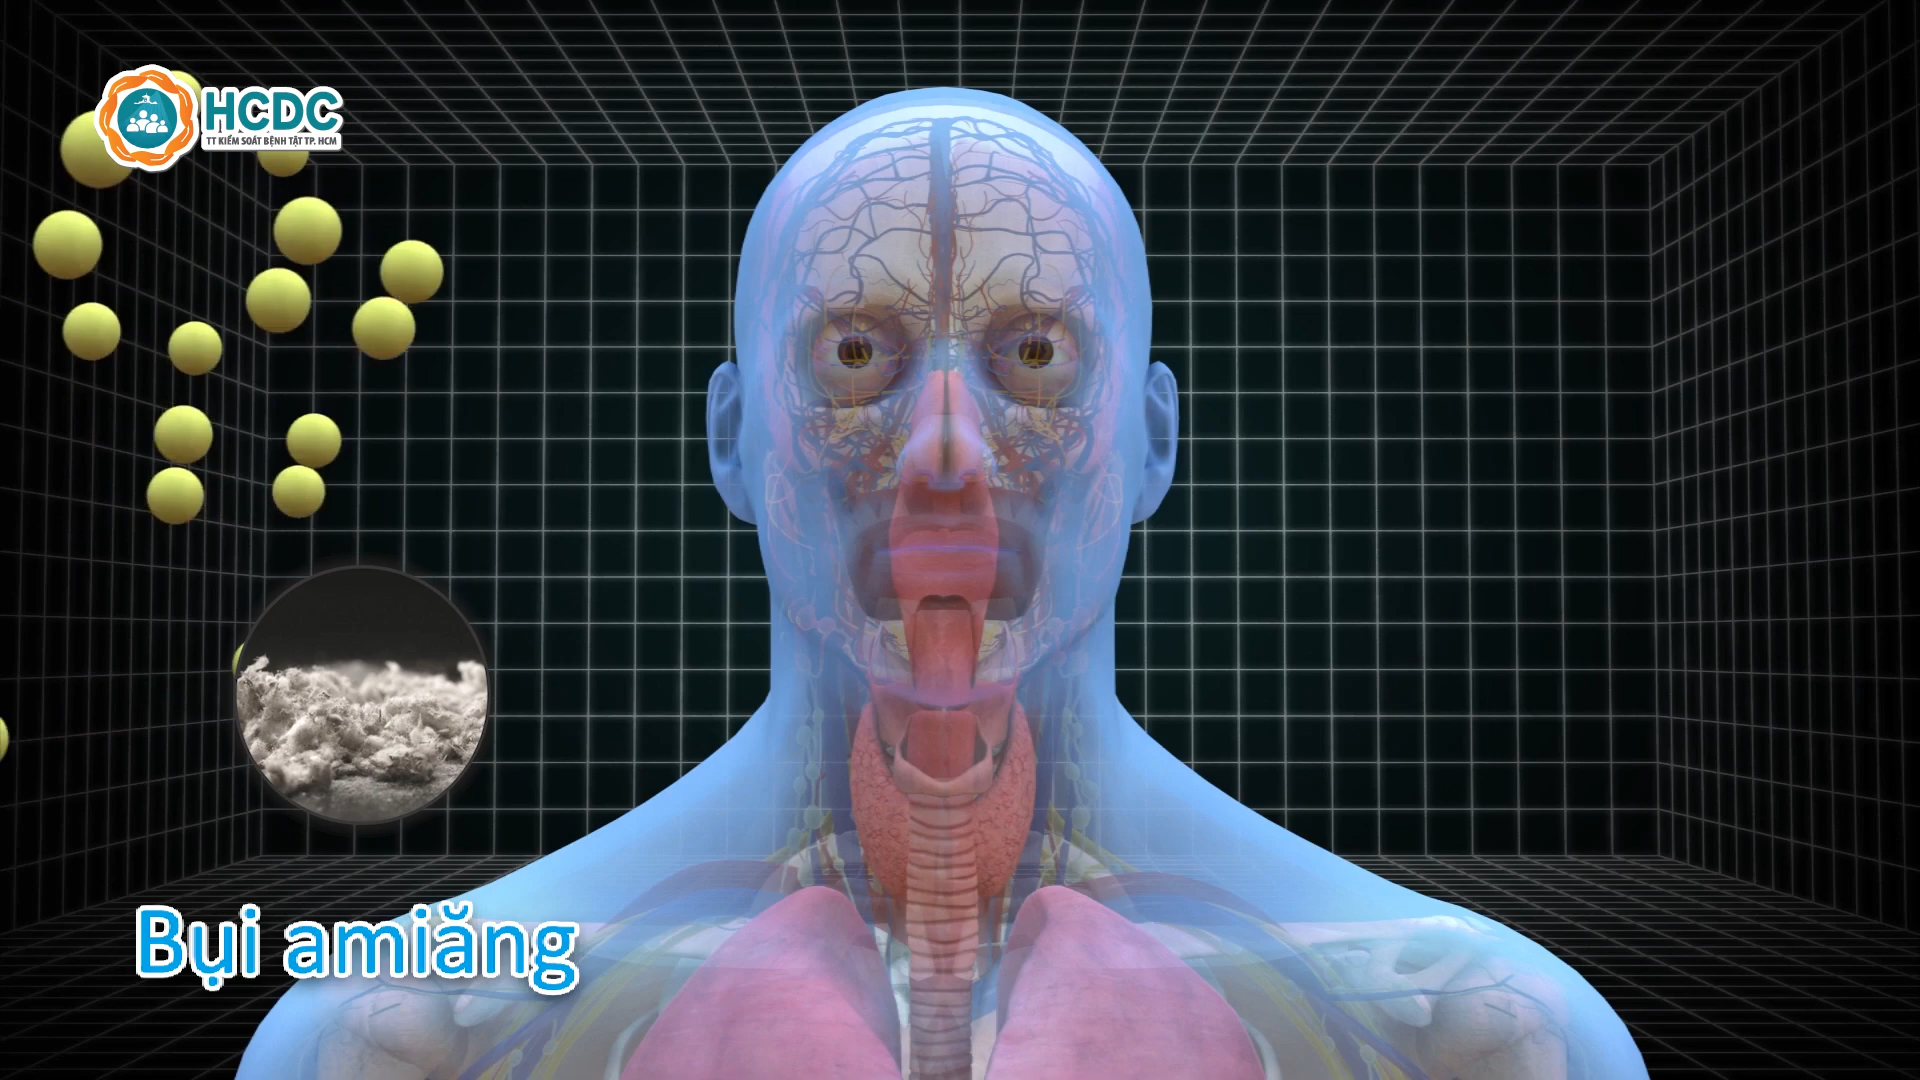 HCDC
TT KIỂM SOÁT BỆNH TẬT TP. HCM
Bụi amiăng